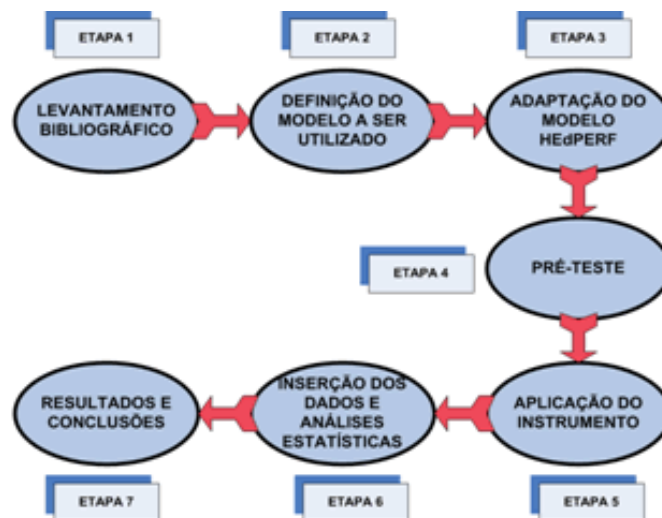 ETAPA 1
ETAPA 2
ETAPA 3
LEVANTAMENTO
BIBLIOGRÁFICO
DEFINIÇÃO DO
MODELO A SER
UTILIZADO
ADAPTAÇÃO DO
MODELO
HEdPERF
ETAPA 4
PRÉ-TESTE
RESULTADOS E
CONCLUSÕES
INSERÇÃO DOS
DADOS E
ANÁLISES
ESTATÍSTICAS
APLICAÇÃO DO
INSTRUMENTO
ETAPA 7
ETAPA 6
ETAPA 5